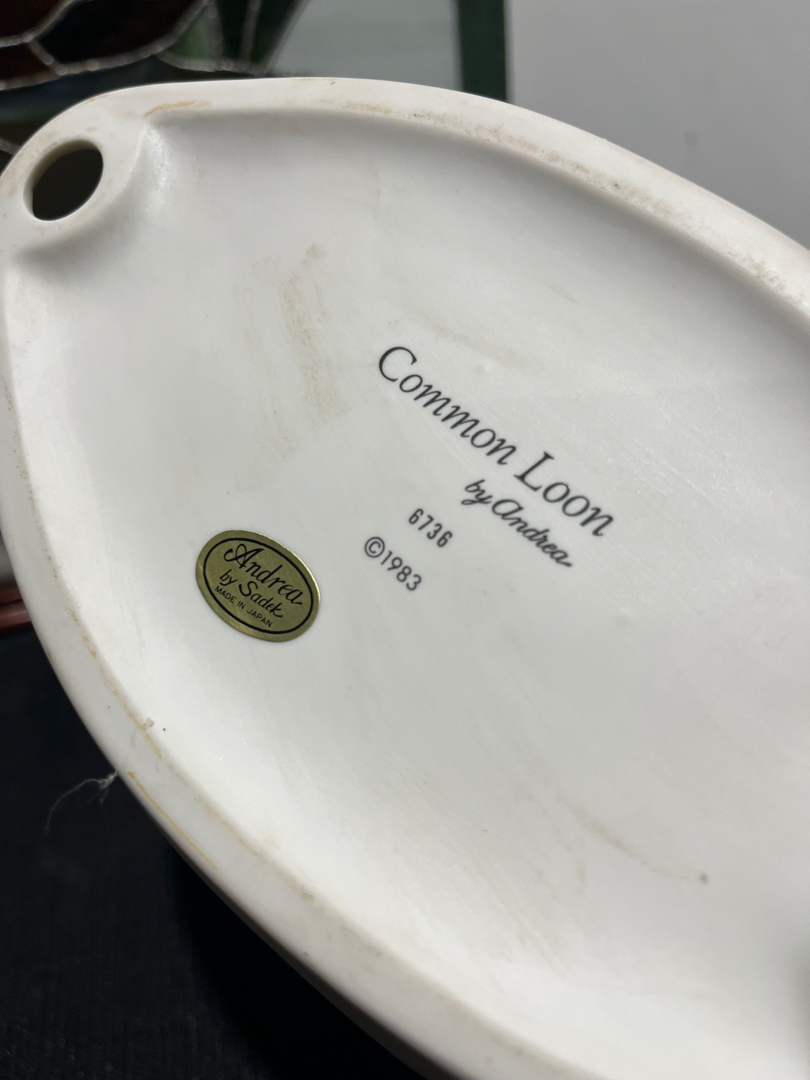 Common Loon
by Andrea
6736
©1983
Andrea
by Sadek
MADE IN JAPAN